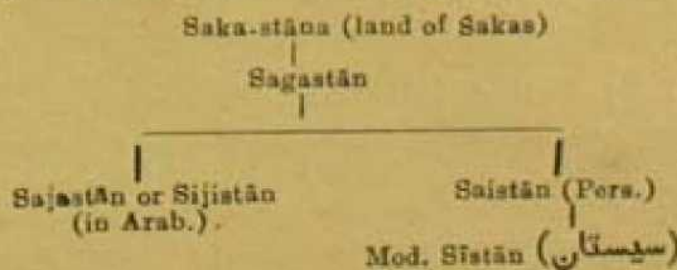 Saka-stāna (land of Sakas)
Sagastān
Sajastān or Sijistān
(in Arab.).
Saistān (Pers.)
Mod. Sīstān (سیستان)